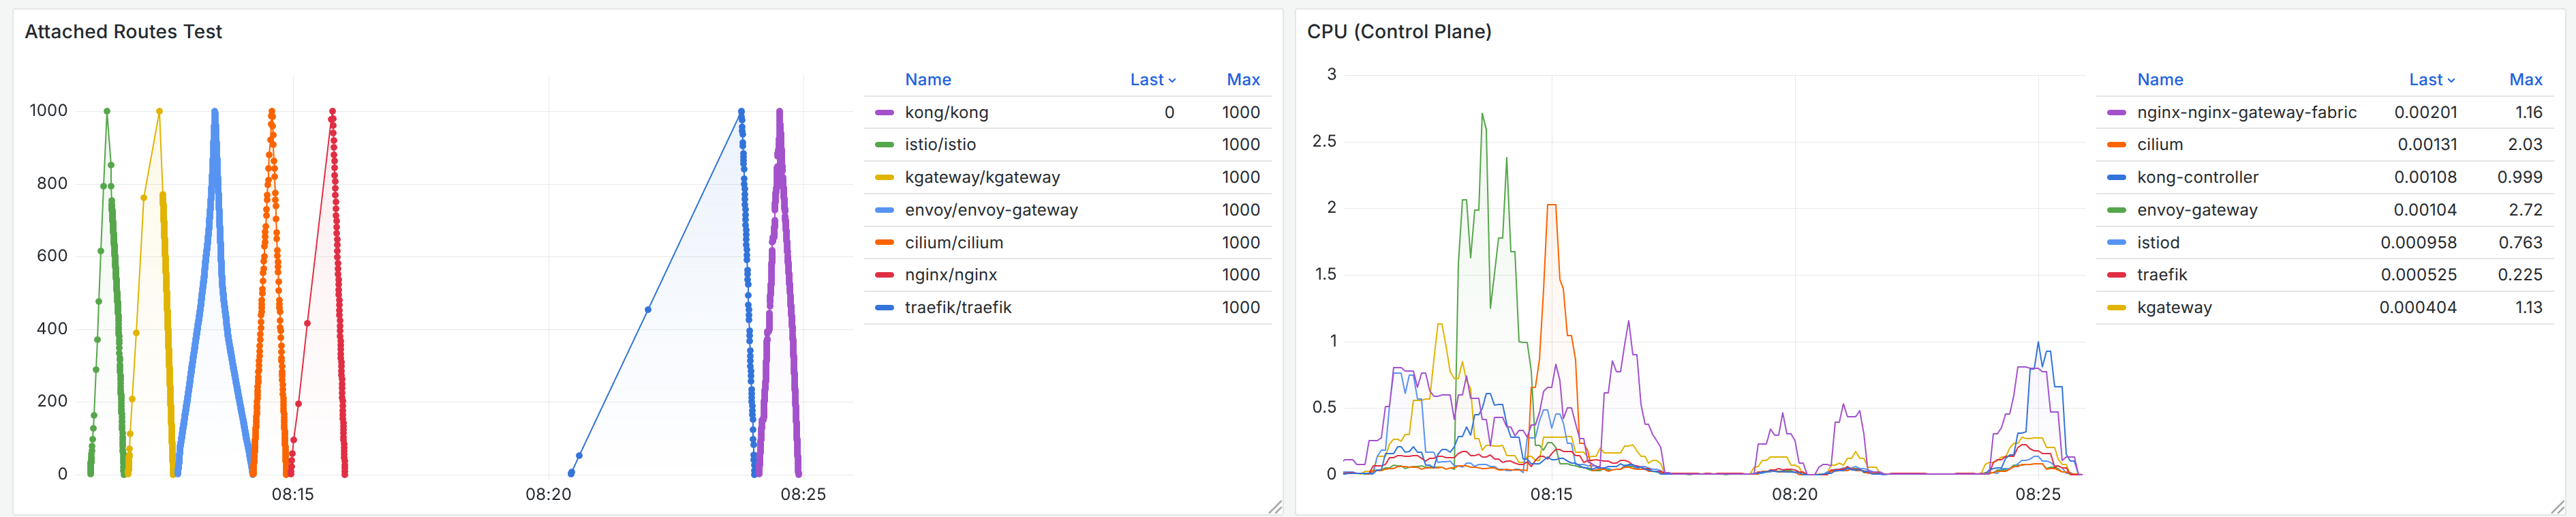 Attached Routes Test
1000
800
600
400
200
0
08:15 08:20 08:25
Name Last Max
kong/kong 0 1000
istio/istio 1000
kgateway/kgateway 1000
envoy/envoy-gateway 1000
cilium/cilium 1000
nginx/nginx 1000
traefik/traefik 1000
CPU (Control Plane)
3
2.5
2
1.5
1
0.5
0
08:15 08:20 08:25
Name Last Max
nginx-nginx-gateway-fabric 0.00201 1.16
cilium 0.00131 2.03
kong-controller 0.00108 0.999
envoy-gateway 0.00104 2.72
istiod 0.000958 0.763
traefik 0.000525 0.225
kgateway 0.000404 1.13